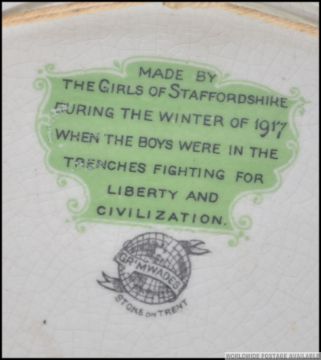 MADE BY
THE GIRLS OF STAFFORDSHIRE
DURING THE WINTER OF 1917
WHEN THE BOYS WERE IN THE
TRENCHES FIGHTING FOR
LIBERTY AND
CIVILIZATION.
GRIMWADES
STOKE ON TRENT
WORLDWIDE POSTAGE AVAILABLE